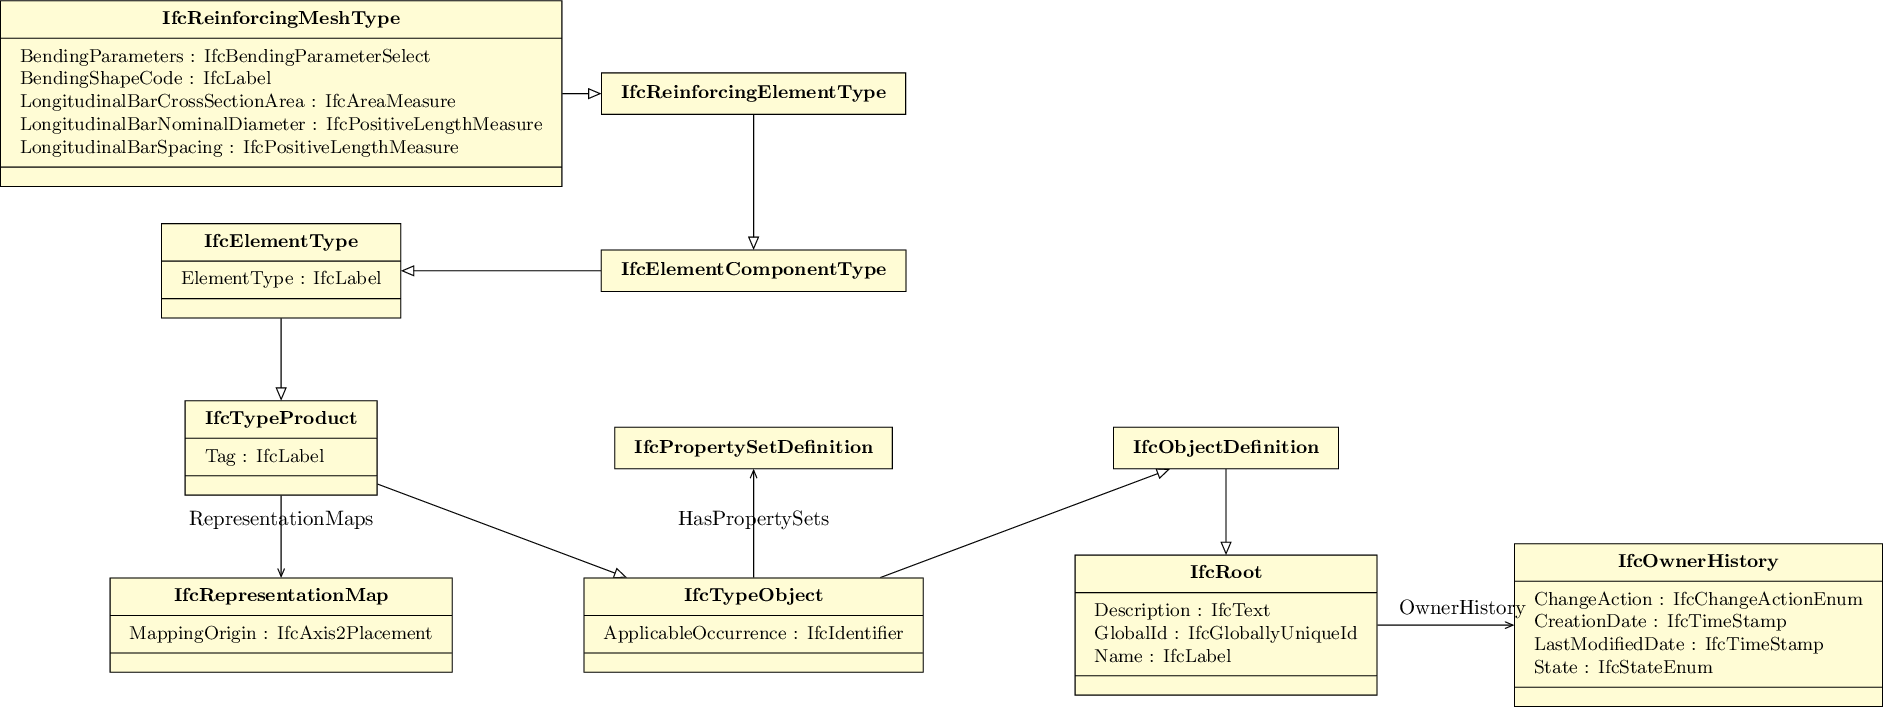 IfcReinforcingMeshType
BendingParameters : IfcBendingParameterSelect
BendingShapeCode : IfcLabel
LongitudinalBarCrossSectionArea : IfcAreaMeasure
LongitudinalBarNominalDiameter : IfcPositiveLengthMeasure
LongitudinalBarSpacing : IfcPositiveLengthMeasure
IfcReinforcingElementType
IfcElementType
ElementType : IfcLabel
IfcElementComponentType
IfcTypeProduct
Tag : IfcLabel
IfcPropertySetDefinition
IfcObjectDefinition
RepresentationMaps
HasPropertySets
IfcRepresentationMap
MappingOrigin : IfcAxis2Placement
IfcTypeObject
ApplicableOccurrence : IfcIdentifier
IfcRoot
Description : IfcText
GlobalId : IfcGloballyUniqueId
Name : IfcLabel
OwnerHistory
IfcOwnerHistory
ChangeAction : IfcChangeActionEnum
CreationDate : IfcTimeStamp
LastModifiedDate : IfcTimeStamp
State : IfcStateEnum